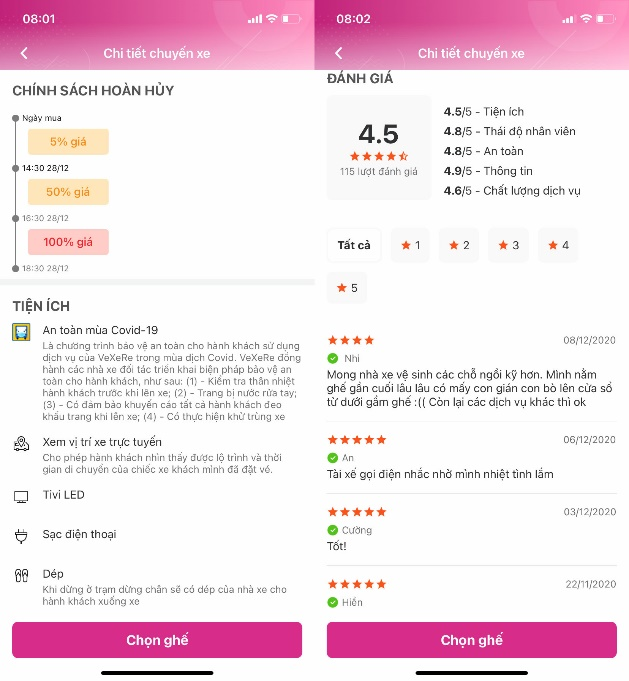 08:01
Chi tiết chuyến xe
CHÍNH SÁCH HOÀN HỦY
Ngày mua
5% giá
14:30 28/12
50% giá
16:30 28/12
100% giá
18:30 28/12
TIỆN ÍCH
An toàn mùa Covid-19
Là chương trình bảo vệ an toàn cho hành khách sử dụng
dịch vụ của VeXeRe trong mùa dịch Covid. VeXeRe đồng
hành các nhà xe đối tác triển khai biện pháp bảo vệ an
toàn cho hành khách, như sau: (1) - Kiểm tra thân nhiệt
hành khách trước khi lên xe; (2) - Trang bị nước rửa tay;
(3) - Có đảm bảo khuyến cáo tất cả hành khách đeo
khẩu trang khi lên xe; (4) - Có thực hiện khử trùng xe
Xem vị trí xe trực tuyến
Cho phép hành khách nhìn thấy được lộ trình và thời
gian di chuyển của chiếc xe khách mình đã đặt vé.
Tivi LED
Sạc điện thoại
Dép
Khi dừng ở trạm dừng chân sẽ có dép của nhà xe cho
hành khách xuống xe
Chọn ghế
08:02
Chi tiết chuyến xe
ĐÁNH GIÁ
4.5
115 lượt đánh giá
4.5/5 - Tiện ích
4.8/5 - Thái độ nhân viên
4.8/5 - An toàn
4.9/5 - Thông tin
4.6/5 - Chất lượng dịch vụ
Tất cả
1
2
3
4
5
08/12/2020
Nhi
Mong nhà xe vệ sinh các chỗ ngồi kỹ hơn. Mình nằm
ghế gần cuối lâu lâu có mấy con gián con bò lên cửa sổ
từ dưới gầm ghế :(( Còn lại các dịch vụ khác thì ok
06/12/2020
An
Tài xế gọi điện nhắc nhở mình nhiệt tình lắm
03/12/2020
Cường
Tốt!
22/11/2020
Hiền
Chọn ghế